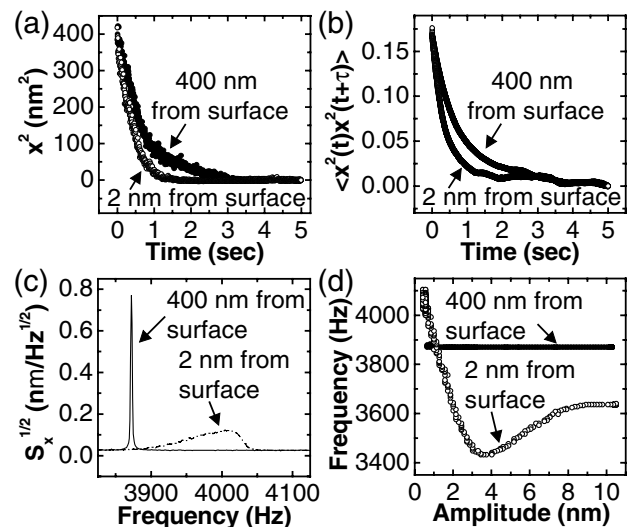 (a)
x² (nm²)
400
300
200
100
0
400 nm
from surface
2 nm from surface
0 1 2 3 4 5
Time (sec)
(b)
<x²(t)x²(t+τ)>
0.15
0.10
0.05
0.00
400 nm
from surface
2 nm from surface
0 1 2 3 4 5
Time (sec)
(c)
Sₓ^1/2 (nm/Hz^1/2)
0.8
0.6
0.4
0.2
0.0
400 nm from
surface
2 nm from
surface
3900 4000 4100
Frequency (Hz)
(d)
Frequency (Hz)
4000
3800
3600
3400
400 nm from
surface
2 nm from
surface
0 2 4 6 8 10
Amplitude (nm)